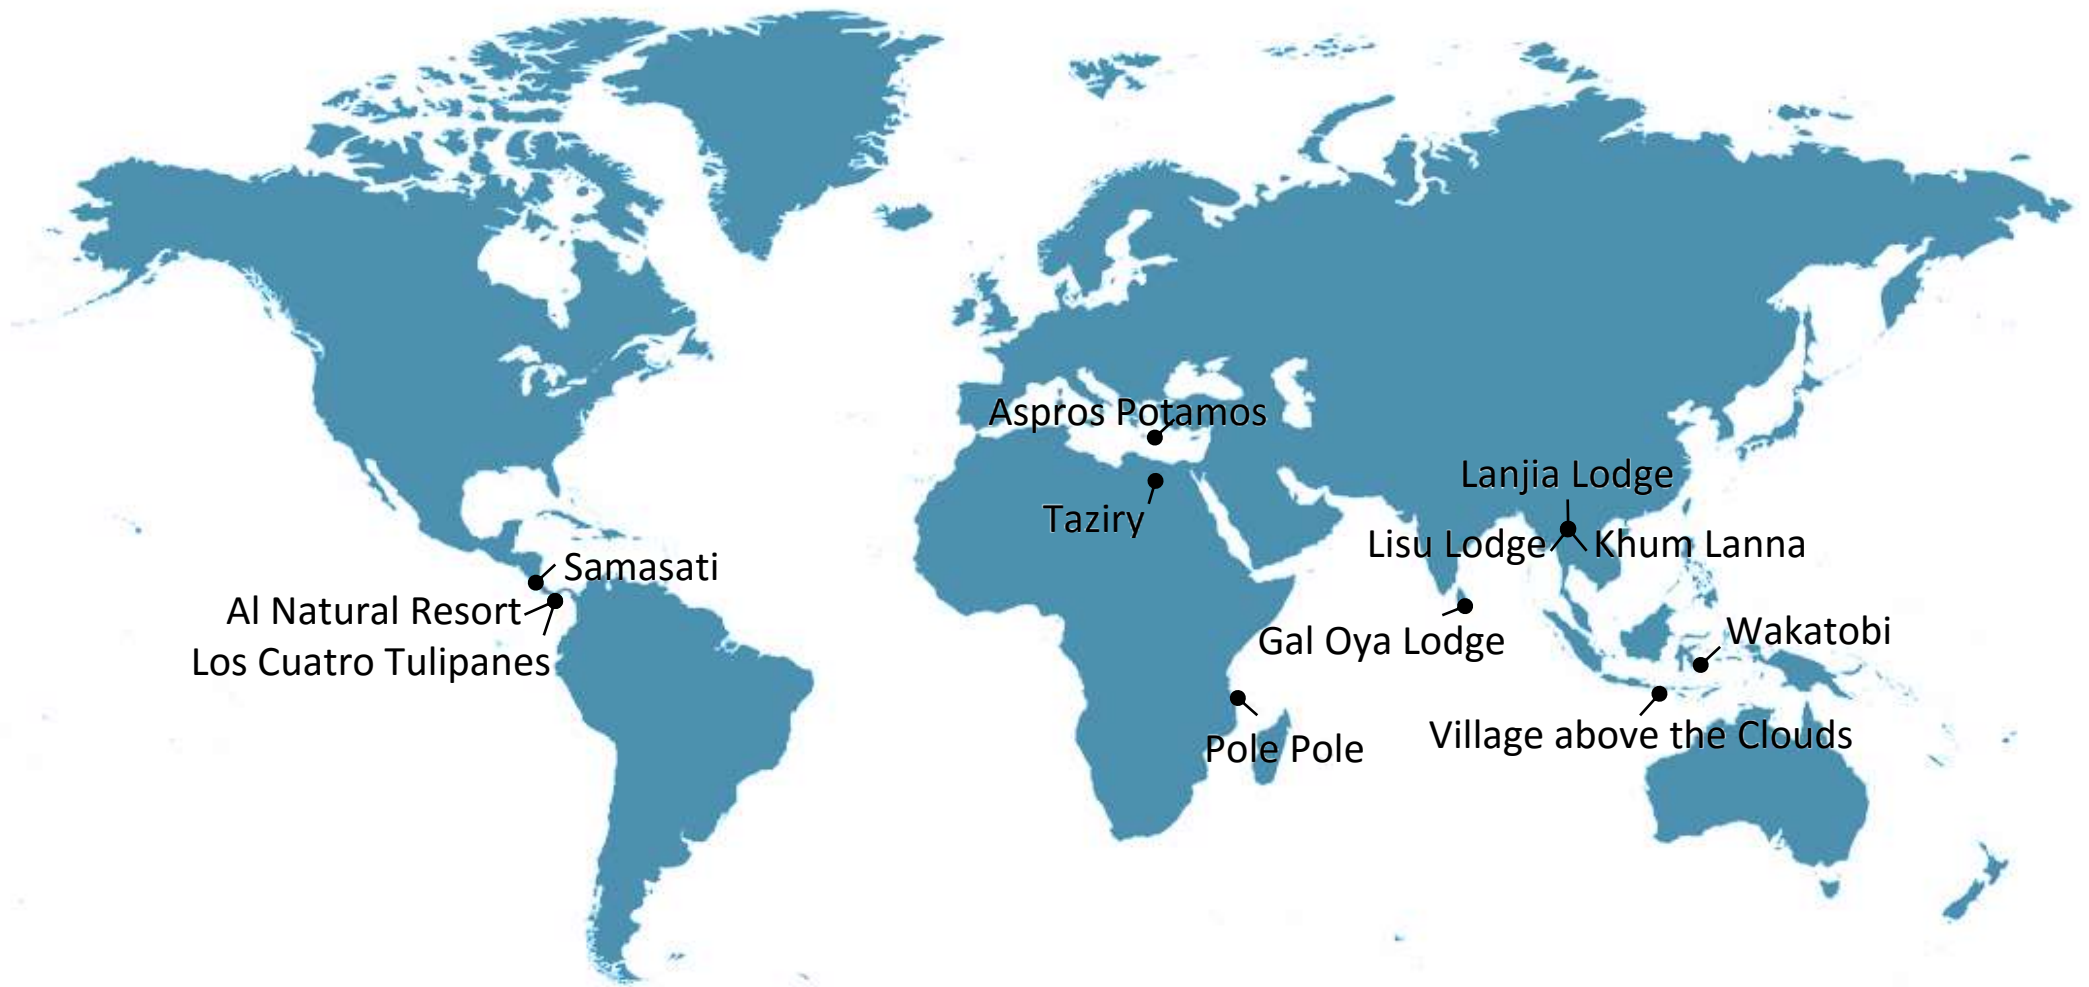 Aspros Potamos
Lanjia Lodge
Taziry
Lisu Lodge
Khum Lanna
Samasati
Al Natural Resort
Gal Oya Lodge
Wakatobi
Los Cuatro Tulipanes
Village above the Clouds
Pole Pole